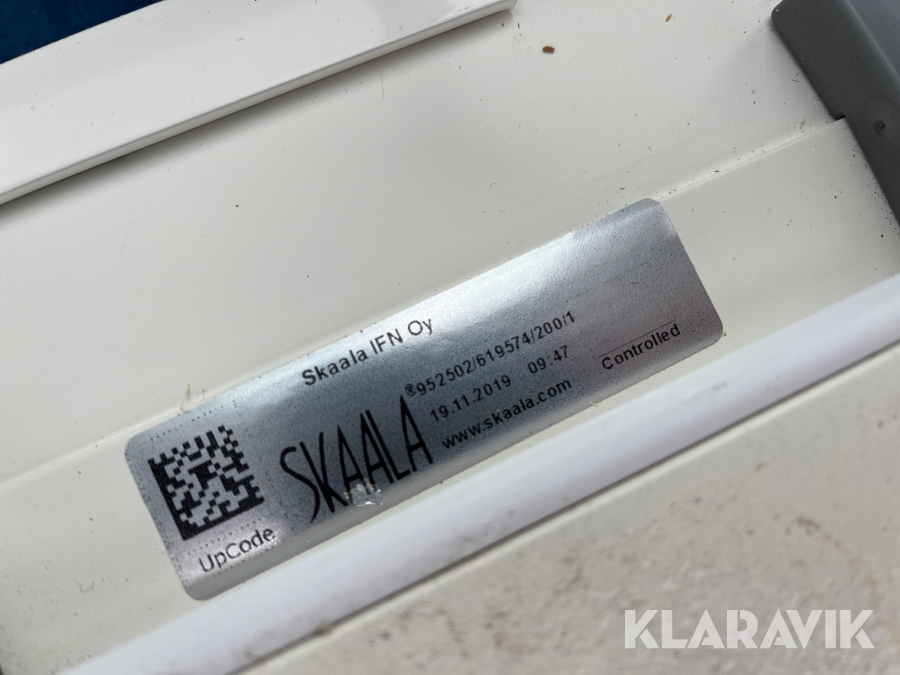 Skaala IFN Oy
SKAALA®
952502/619574/200/1
19.11.2019 09:47
www.skaala.com
Controlled
UpCode
KLARAVIK